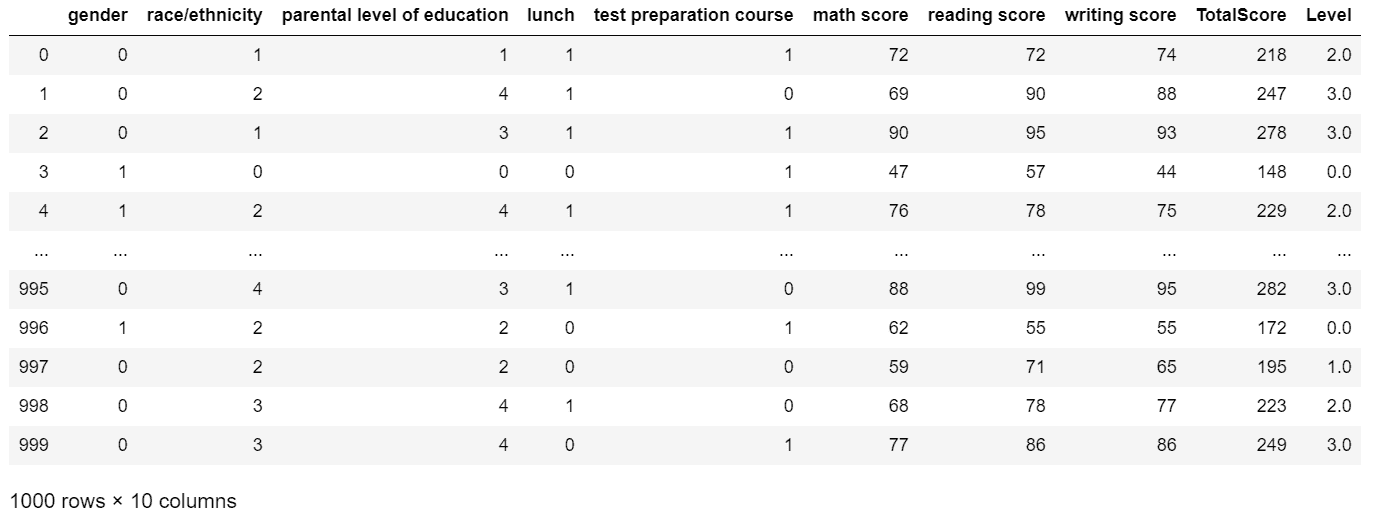 gender race/ethnicity parental level of education lunch test preparation course math score reading score writing score TotalScore Level
0 0 1 1 1 1 72 72 74 218 2.0
1 0 2 4 1 0 69 90 88 247 3.0
2 0 1 3 1 1 90 95 93 278 3.0
3 1 0 0 0 1 47 57 44 148 0.0
4 1 2 4 1 1 76 78 75 229 2.0
... ... ... ... ... ... ... ... ... ... ...
995 0 4 3 1 0 88 99 95 282 3.0
996 1 2 2 0 1 62 55 55 172 0.0
997 0 2 2 0 0 59 71 65 195 1.0
998 0 3 4 1 0 68 78 77 223 2.0
999 0 3 4 0 1 77 86 86 249 3.0
1000 rows × 10 columns